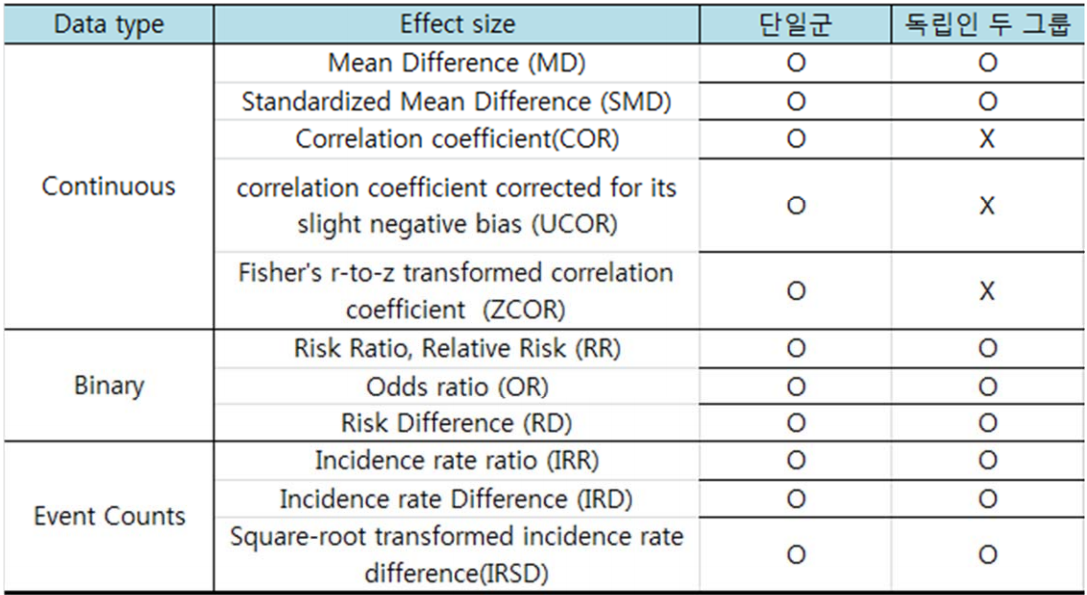 Data type Effect size 단일군 독립인 두 그룹
Continuous
Mean Difference (MD) O O
Standardized Mean Difference (SMD) O O
Correlation coefficient(COR) O X
correlation coefficient corrected for its
slight negative bias (UCOR) O X
Fisher's r-to-z transformed correlation
coefficient (ZCOR) O X
Binary
Risk Ratio, Relative Risk (RR) O O
Odds ratio (OR) O O
Risk Difference (RD) O O
Event Counts
Incidence rate ratio (IRR) O O
Incidence rate Difference (IRD) O O
Square-root transformed incidence rate
difference(IRSD) O O